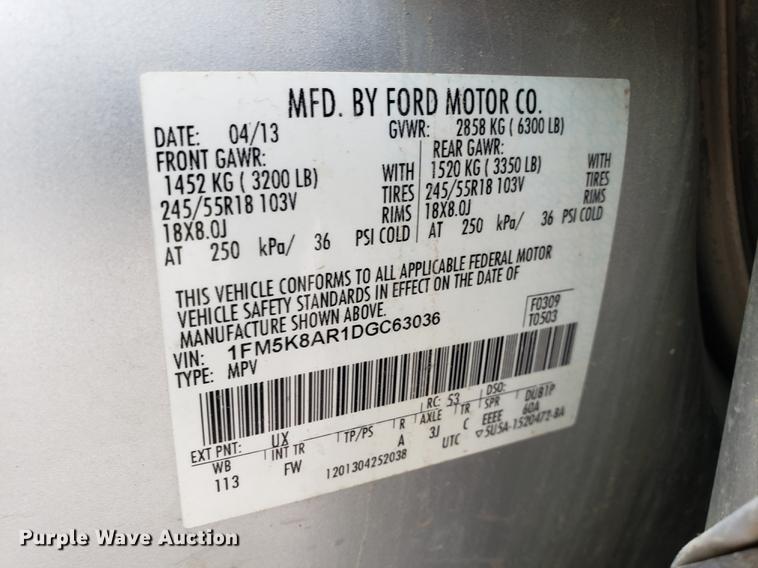 MFD. BY FORD MOTOR CO.
DATE: 04/13 GVWR: 2858 KG ( 6300 LB)
FRONT GAWR: REAR GAWR:
1452 KG ( 3200 LB) WITH 1520 KG ( 3350 LB) WITH
245/55R18 103V TIRES 245/55R18 103V TIRES
18X8.0J RIMS 18X8.0J RIMS
AT 250 kPa/ 36 PSI COLD AT 250 kPa/ 36 PSI COLD
THIS VEHICLE CONFORMS TO ALL APPLICABLE FEDERAL MOTOR
VEHICLE SAFETY STANDARDS IN EFFECT ON THE DATE OF
MANUFACTURE SHOWN ABOVE. F0309
VIN: 1FM5K8AR1DGC63036 T0503
TYPE: MPV
RC: 53 DSO:
EXT PNT: UX DUB1P
WB INT TR TP/PS R AXLE TR SPR 60A
113 FW A 3J C EEEE
1201304252038 UTC ▽5U5A-1520472-BA
Purple Wave Auction